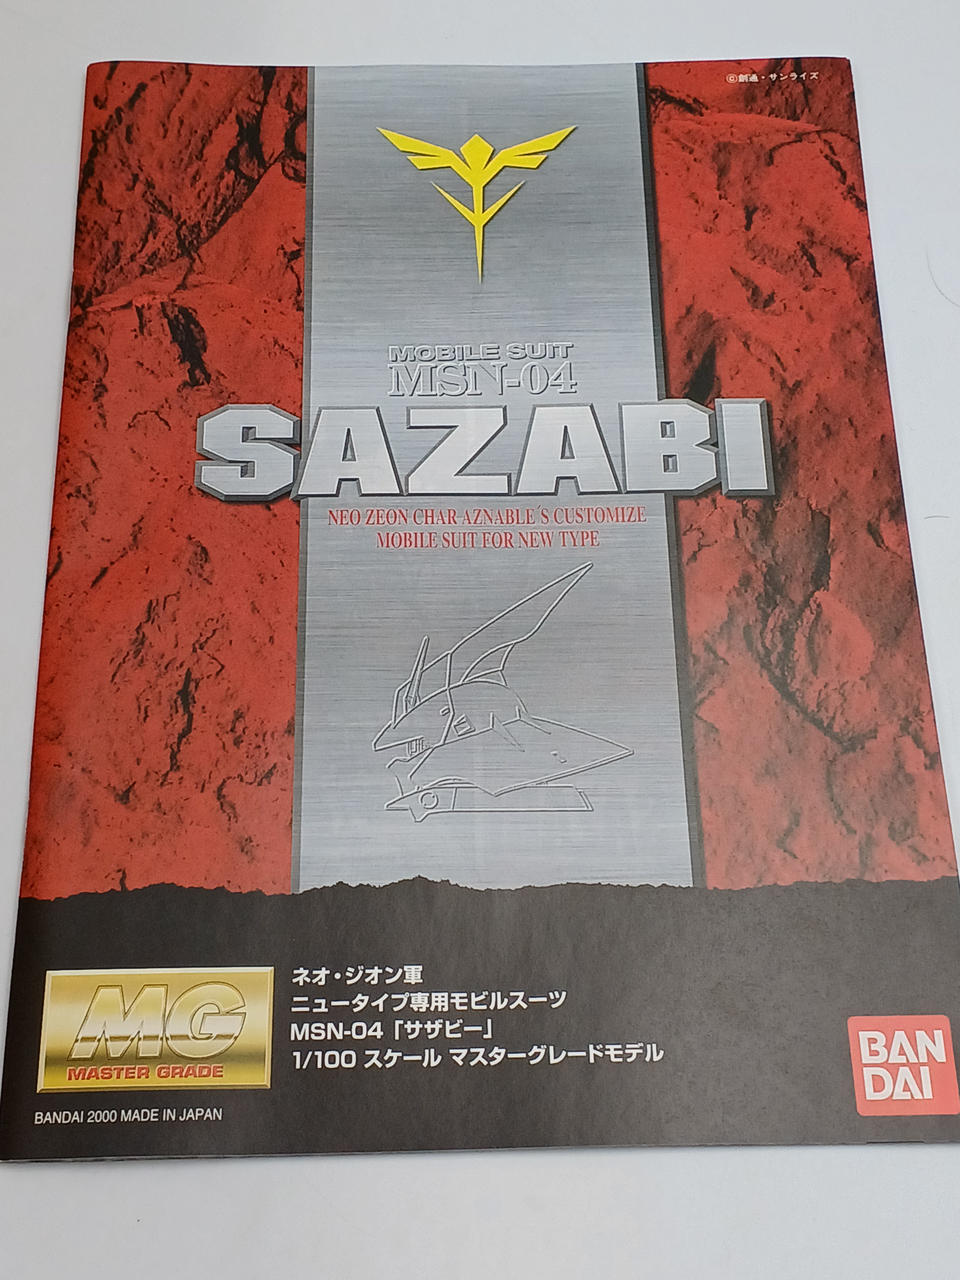 ©創通・サンライズ
MOBILE SUIT
MSN-04
SAZABI
NEO ZEON CHAR AZNABLE´S CUSTOMIZE
MOBILE SUIT FOR NEW TYPE
ネオ・ジオン軍
ニュータイプ専用モビルスーツ
MSN-04「サザビー」
1/100 スケール マスターグレードモデル
MG
MASTER GRADE
BANDAI 2000 MADE IN JAPAN
BAN
DAI